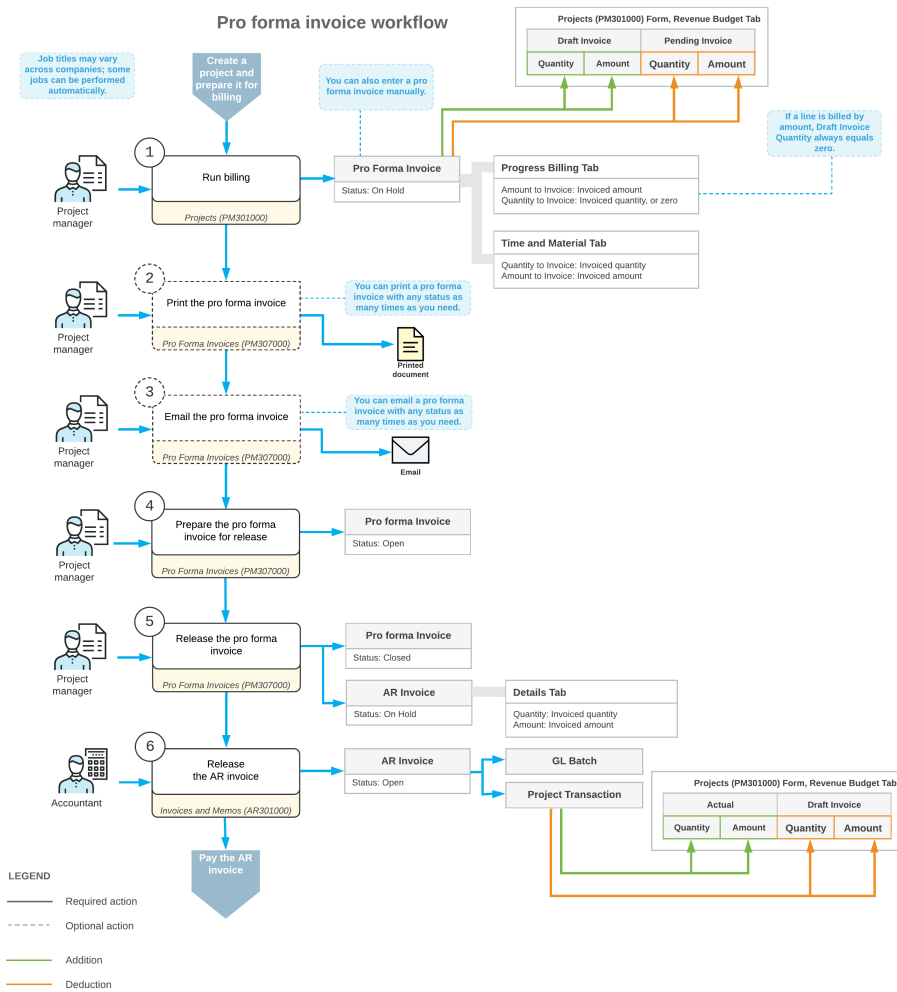 Pro forma invoice workflow
Projects (PM301000) Form, Revenue Budget Tab
Draft Invoice
Pending Invoice
Quantity
Amount
Quantity
Amount
Job titles may vary
across companies; some
jobs can be performed
automatically.
Create a
project and
prepare it for
billing
You can also enter a pro
forma invoice manually.
If a line is billed by
amount, Draft Invoice
Quantity always equals
zero.
1
Run billing
Projects (PM301000)
Project
manager
Pro Forma Invoice
Status: On Hold
Progress Billing Tab
Amount to Invoice: Invoiced amount
Quantity to Invoice: Invoiced quantity, or zero
Time and Material Tab
Quantity to Invoice: Invoiced quantity
Amount to Invoice: Invoiced amount
2
Print the pro forma invoice
Pro Forma Invoices (PM307000)
Project
manager
You can print a pro forma
invoice with any status as
many times as you need.
Printed
document
3
Email the pro forma invoice
Pro Forma Invoices (PM307000)
Project
manager
You can email a pro forma
invoice with any status as
many times as you need.
Email
4
Prepare the pro forma
invoice for release
Pro Forma Invoices (PM307000)
Project
manager
Pro forma Invoice
Status: Open
5
Release the pro forma
invoice
Pro Forma Invoices (PM307000)
Project
manager
Pro forma Invoice
Status: Closed
AR Invoice
Status: On Hold
Details Tab
Quantity: Invoiced quantity
Amount: Invoiced amount
6
Release
the AR invoice
Invoices and Memos (AR301000)
Accountant
AR Invoice
Status: Open
GL Batch
Project Transaction
Projects (PM301000) Form, Revenue Budget Tab
Actual
Draft Invoice
Quantity
Amount
Quantity
Amount
Pay the AR
invoice
LEGEND
Required action
Optional action
Addition
Deduction